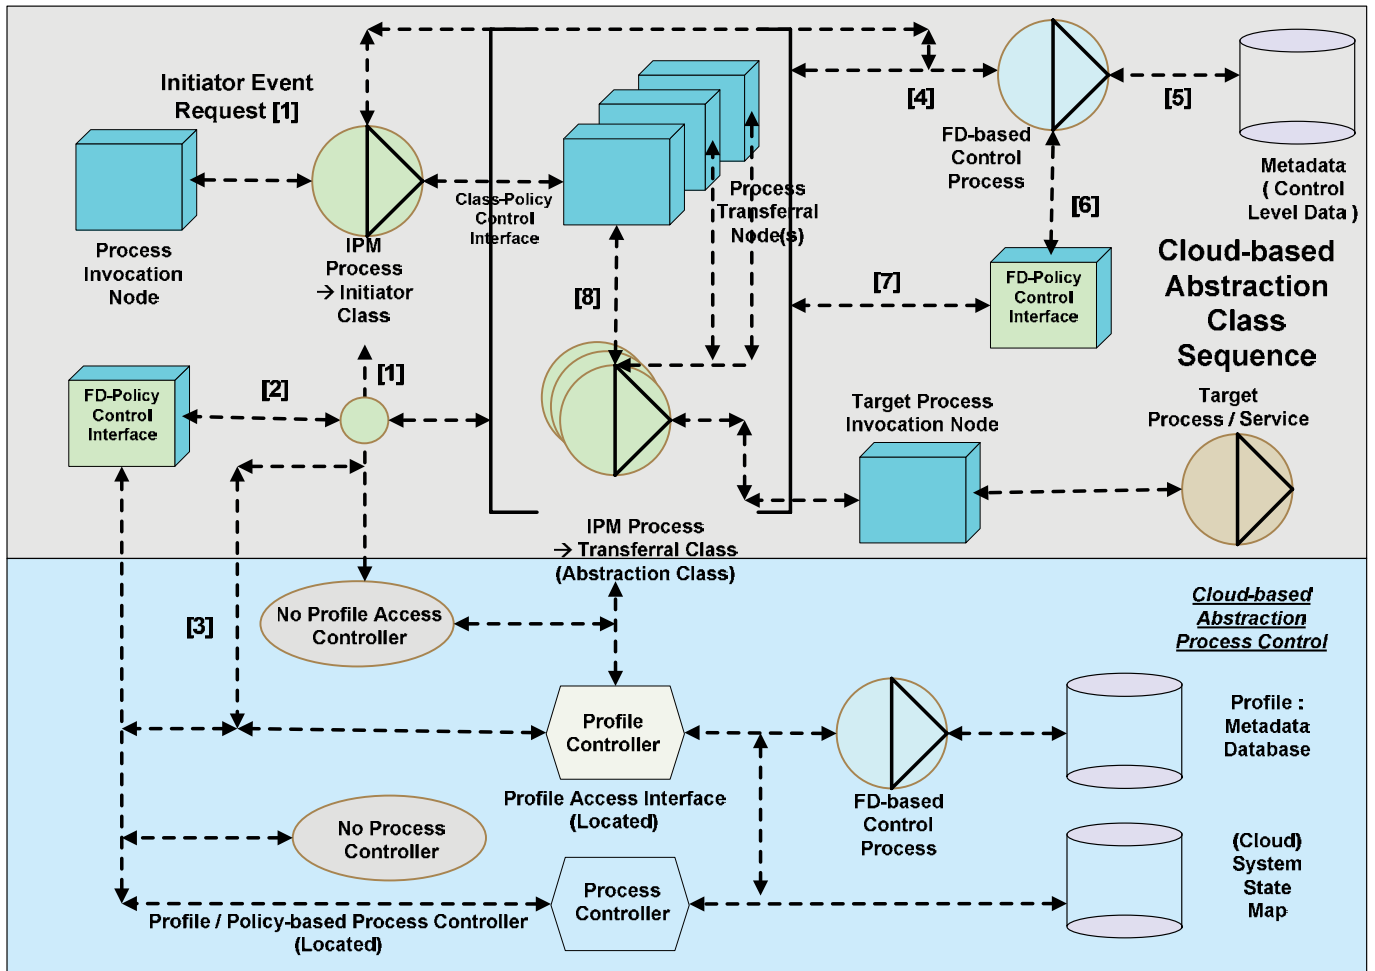 Initiator Event
Request [1]
[4]
[5]
FD-based
Control
Process
Metadata
( Control
Level Data )
Class-Policy
Control
Interface
Process
Transferral
Node(s)
[6]
Process
Invocation
Node
IPM
Process
→ Initiator
Class
[8]
[7]
FD-Policy
Control
Interface
Cloud-based
Abstraction
Class
Sequence
[1]
[2]
FD-Policy
Control
Interface
Target Process
Invocation Node
Target
Process / Service
IPM Process
→ Transferral Class
(Abstraction Class)
No Profile Access
Controller
[3]
Cloud-based
Abstraction
Process Control
Profile
Controller
Profile :
Metadata
Database
Profile Access Interface
(Located)
FD-based
Control
Process
No Process
Controller
(Cloud)
System
State
Map
Process
Controller
Profile / Policy-based Process Controller
(Located)